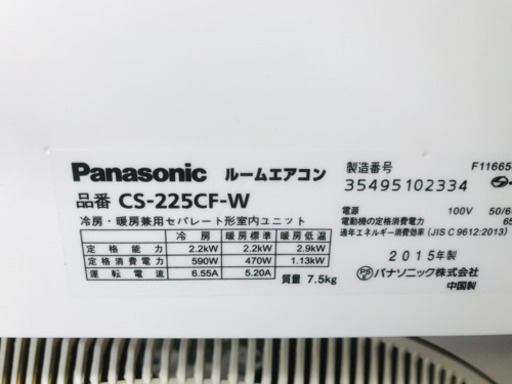 Panasonic ルームエアコン
品番 CS-225CF-W
冷房・暖房兼用セパレート形室内ユニット
冷房 暖房標準 暖房低温
定格能力 2.2kW 2.2kW 2.9kW
定格消費電力 590W 470W 1.13kW
運転電流 6.55A 5.20A
質量 7.5kg
製造番号 F11665
35495102334
電源 100V 50/6
電動機の定格消費電力 65
通年エネルギー消費効率 (JIS C 9612:2013)
2015年製
PS パナソニック株式会社
中国製